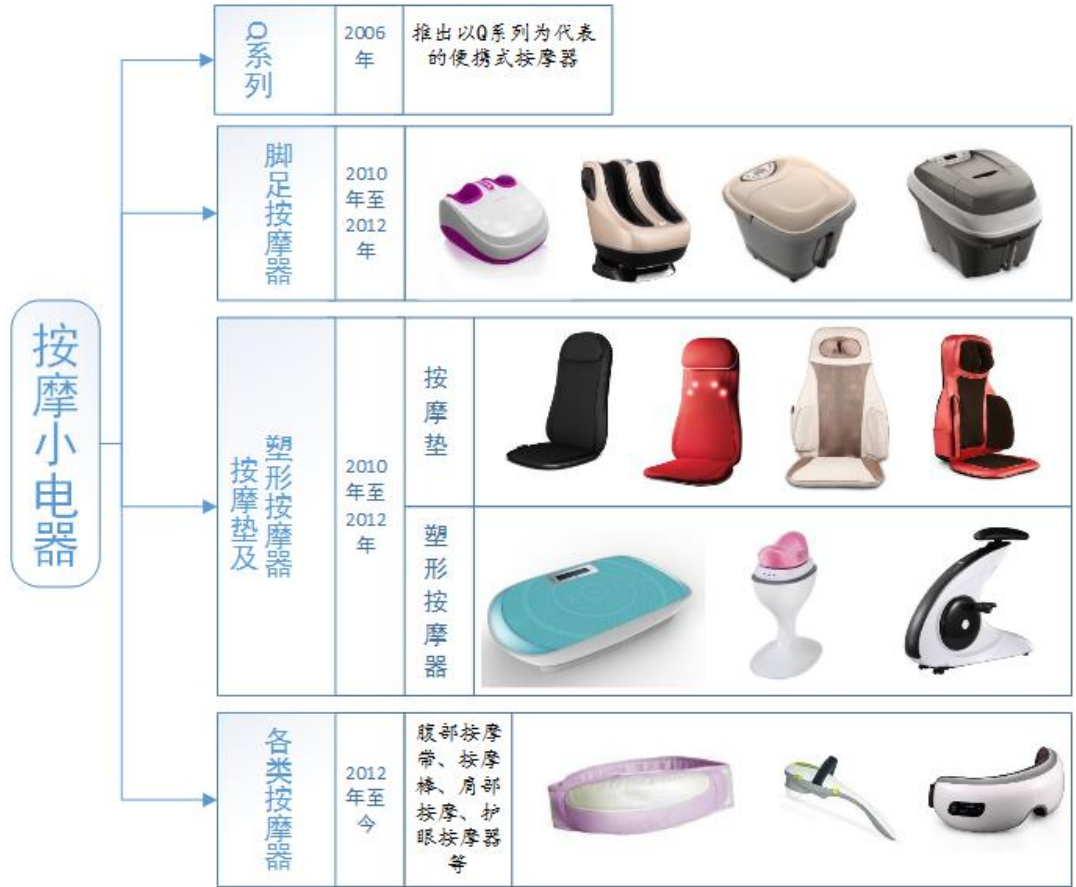 按摩小电器
Q系列
2006
年
推出以Q系列为代表
的便携式按摩器
脚足按摩器
2010
年至
2012
年
塑形按摩器
按摩垫及
2010
年至
2012
年
按摩垫
塑形按摩器
各类按摩器
2012
年至
今
腹部按摩
带、按摩
棒、肩部
按摩、护
眼按摩器
等